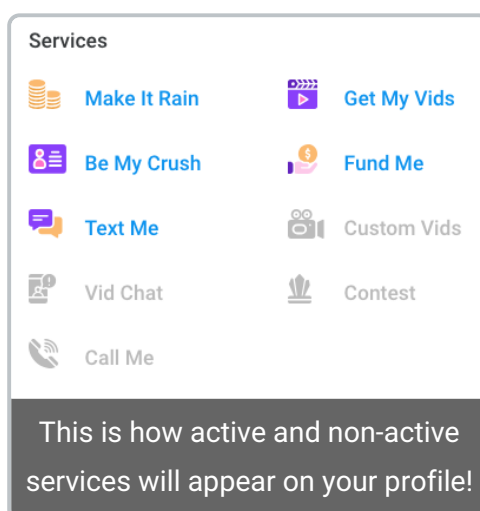 Services
Make It Rain
Get My Vids
Be My Crush
Fund Me
Text Me
Custom Vids
Vid Chat
Contest
Call Me
This is how active and non-active
services will appear on your profile!